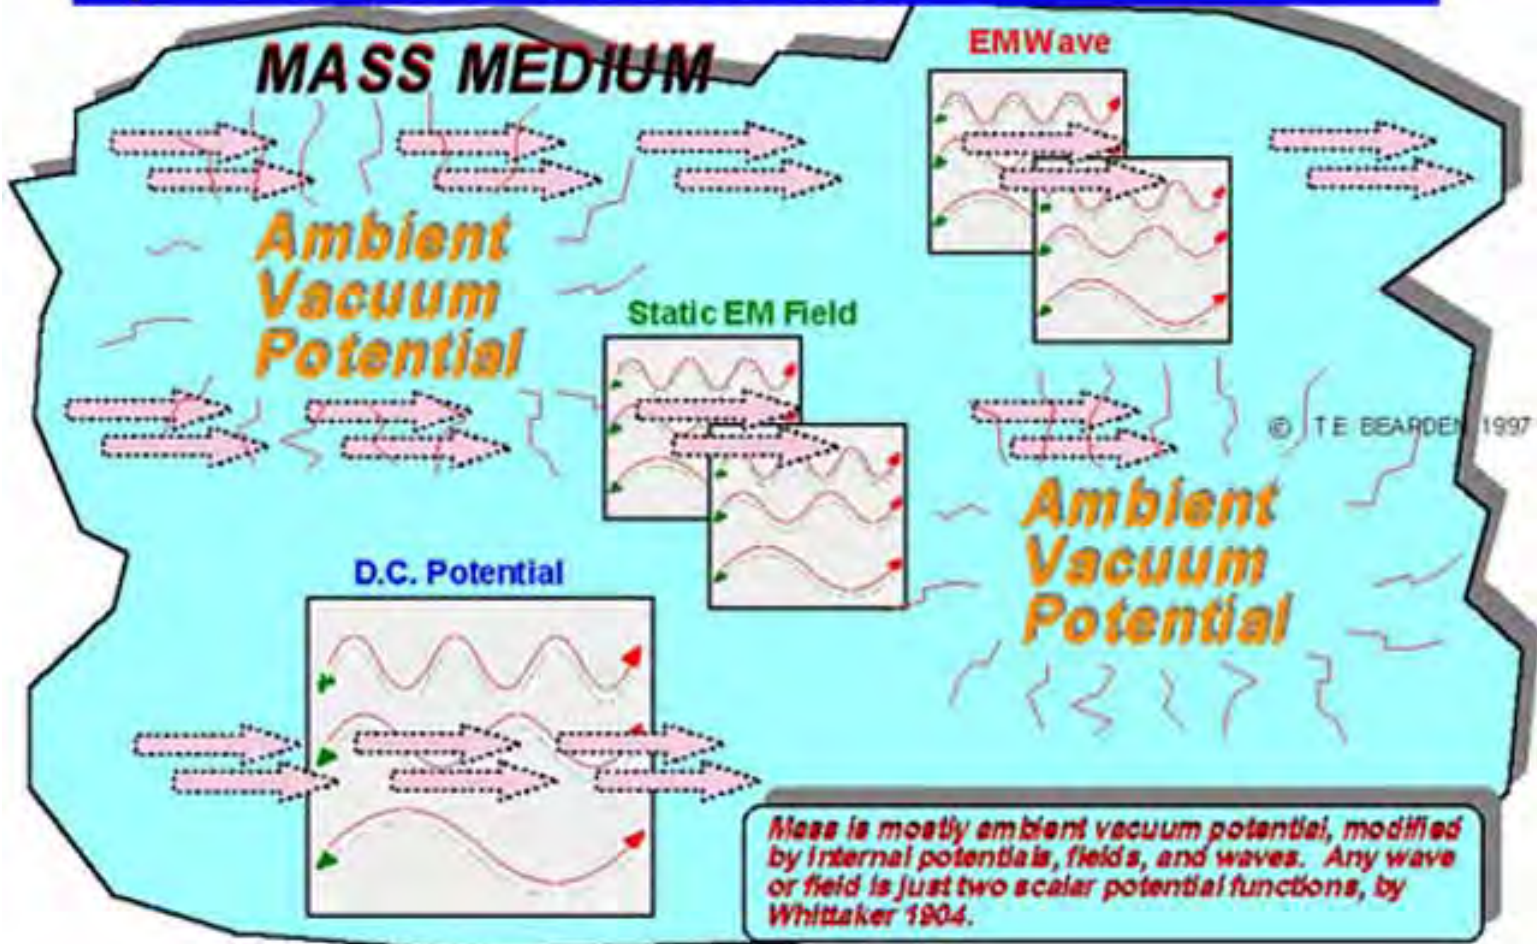 MASS MEDIUM
EMWave
Ambient
Vacuum
Potential
Static EM Field
© T E BEARDEN 1997
Ambient
Vacuum
Potential
D.C. Potential
Mass is mostly ambient vacuum potential, modified
by internal potentials, fields, and waves. Any wave
or field is just two scalar potential functions, by
Whittaker 1904.